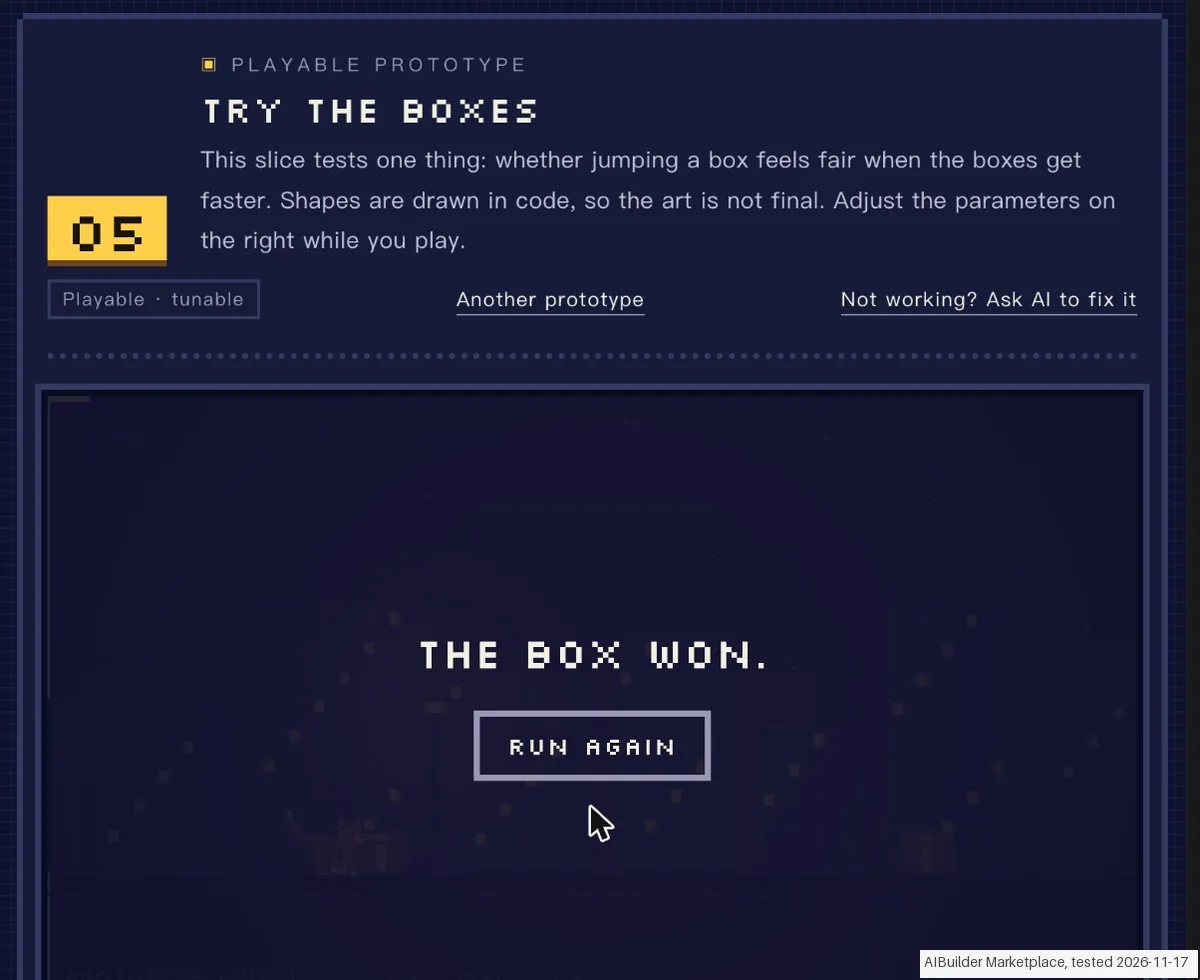 PLAYABLE PROTOTYPE
TRY THE BOXES
This slice tests one thing: whether jumping a box feels fair when the boxes get
faster. Shapes are drawn in code, so the art is not final. Adjust the parameters on
the right while you play.
05
Playable · tunable
Another prototype
Not working? Ask AI to fix it
THE BOX WON.
RUN AGAIN
AIBuilder Marketplace, tested 2026-11-17